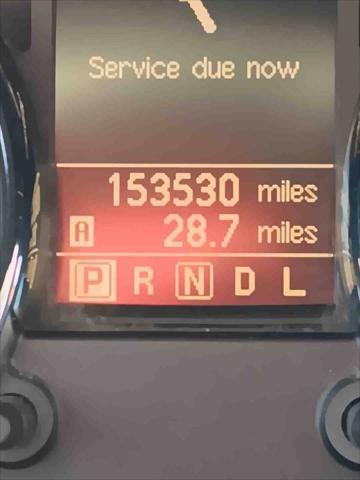 Service due now
153530 miles
A 28.7 miles
P R N D L